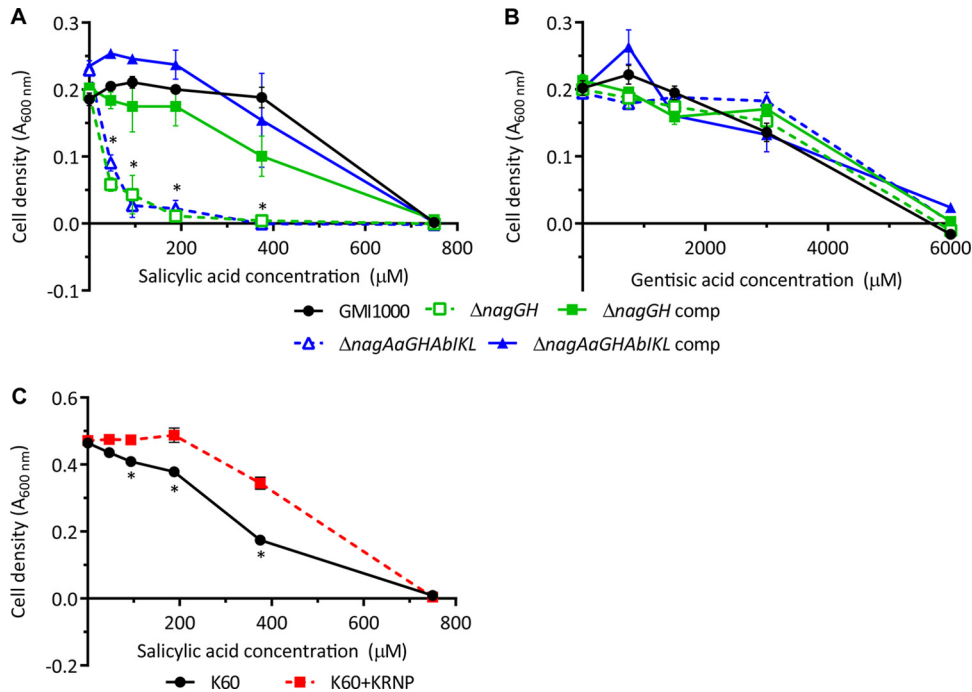 A
0.3
0.2
0.1
0.0
-0.1
Cell density (A600 nm)
* * * *
200 400 600 800
Salicylic acid concentration (µM)
B
0.3
0.2
0.1
0.0
-0.1
Cell density (A600 nm)
2000 4000 6000
Gentisic acid concentration (µM)
GMI1000 ΔnagGH ΔnagGH comp
ΔnagAaGHAbIKL ΔnagAaGHAbIKL comp
C
0.6
0.4
0.2
0.0
-0.2
Cell density (A600 nm)
* * *
200 400 600 800
Salicylic acid concentration (µM)
K60 K60+KRNP